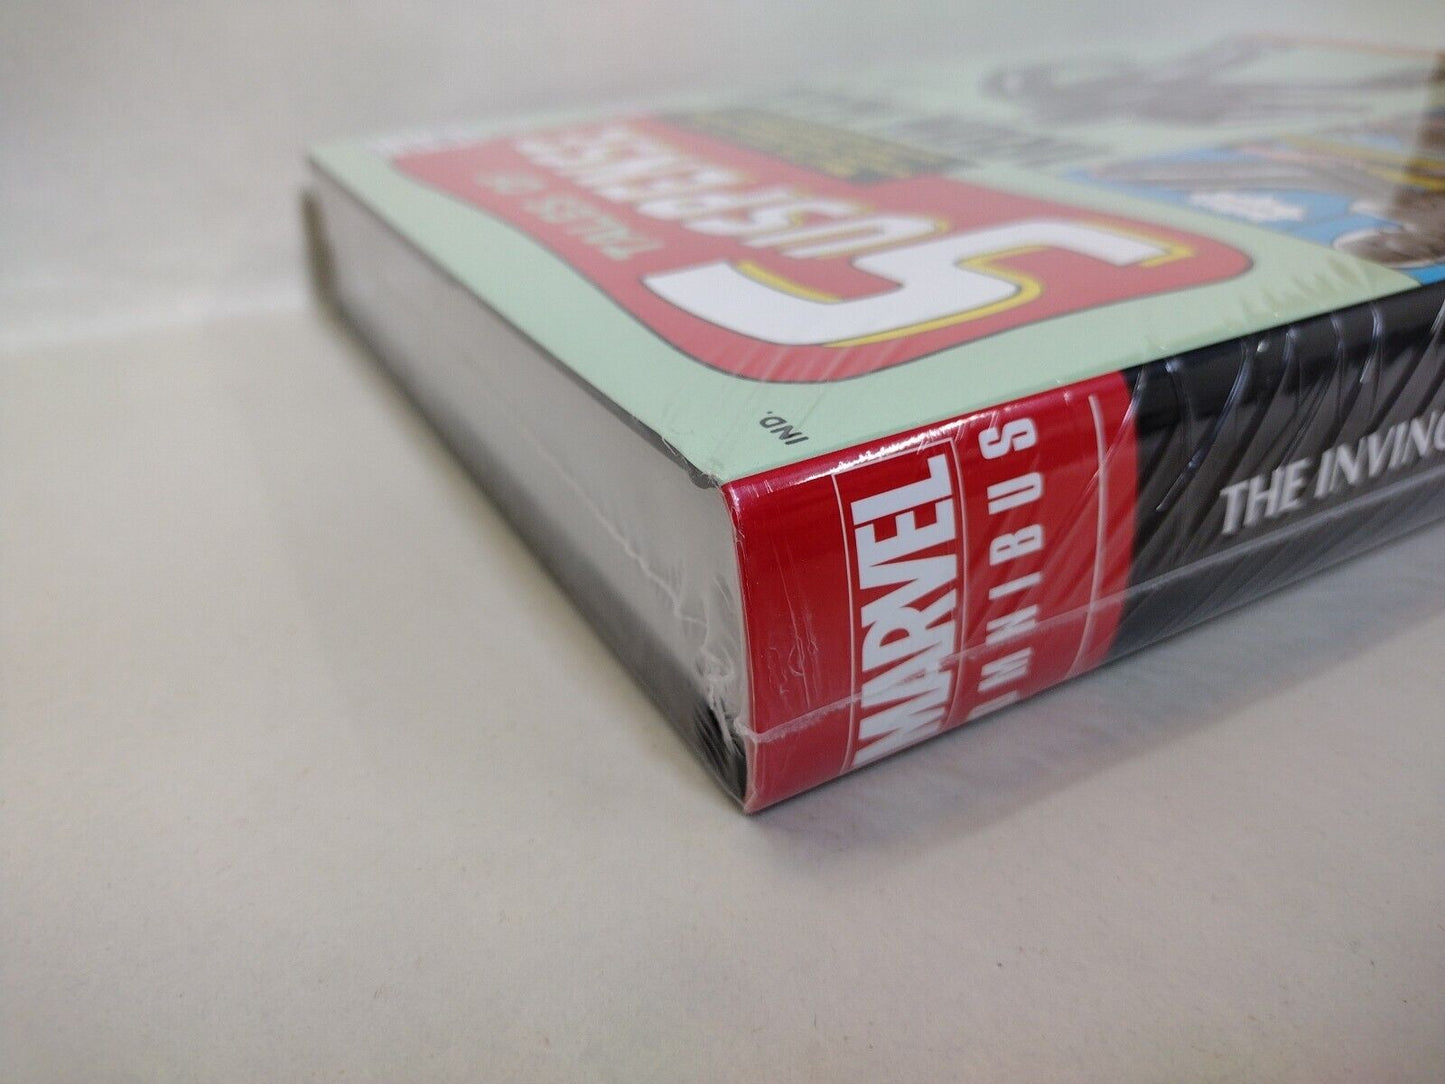 TALES OF
SUSPENSE
IND.
MARVEL
OMNIBUS
THE INVINC